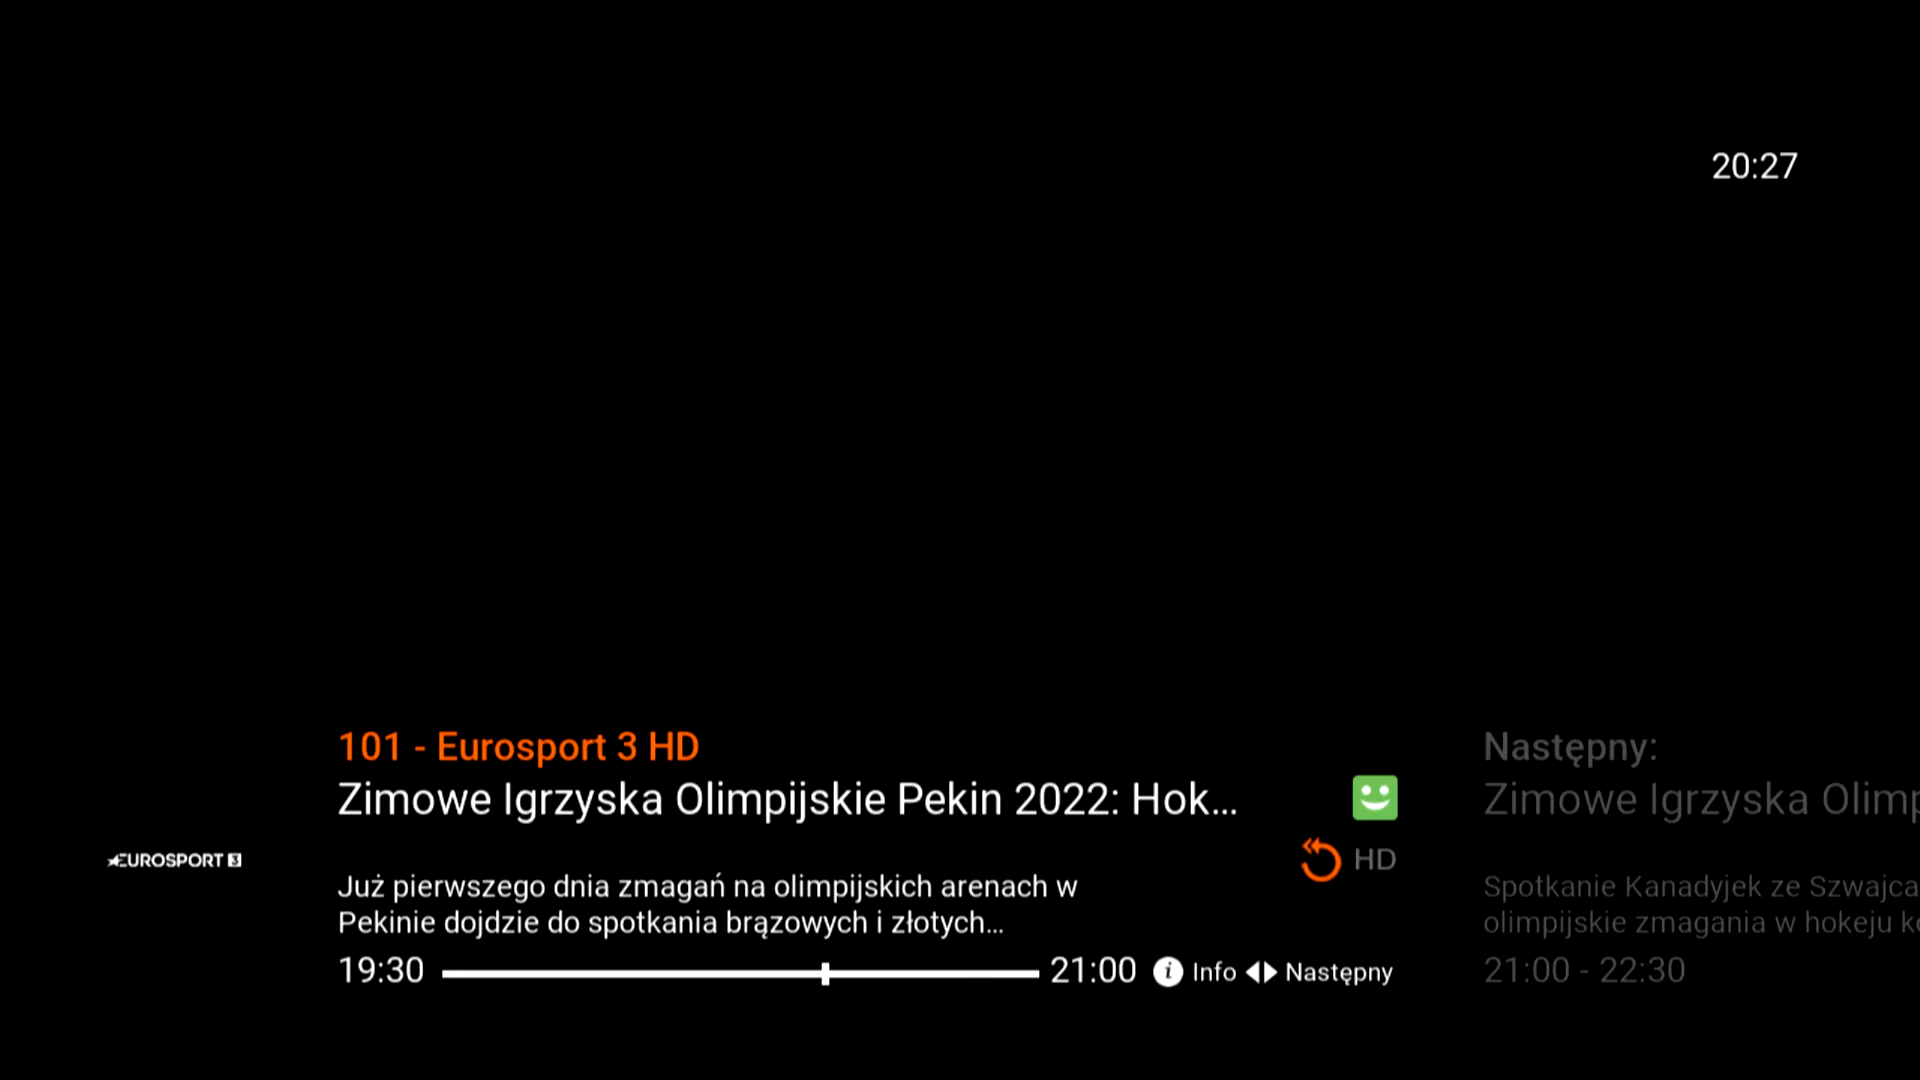 20:27
101 - Eurosport 3 HD
Zimowe Igrzyska Olimpijskie Pekin 2022: Hok...
HD
EUROSPORT 3
Już pierwszego dnia zmagań na olimpijskich arenach w
Pekinie dojdzie do spotkania brązowych i złotych...
19:30 21:00 i Info Następny
Następny:
Zimowe Igrzyska Olimp
Spotkanie Kanadyjek ze Szwajca
olimpijskie zmagania w hokeju k
21:00 - 22:30